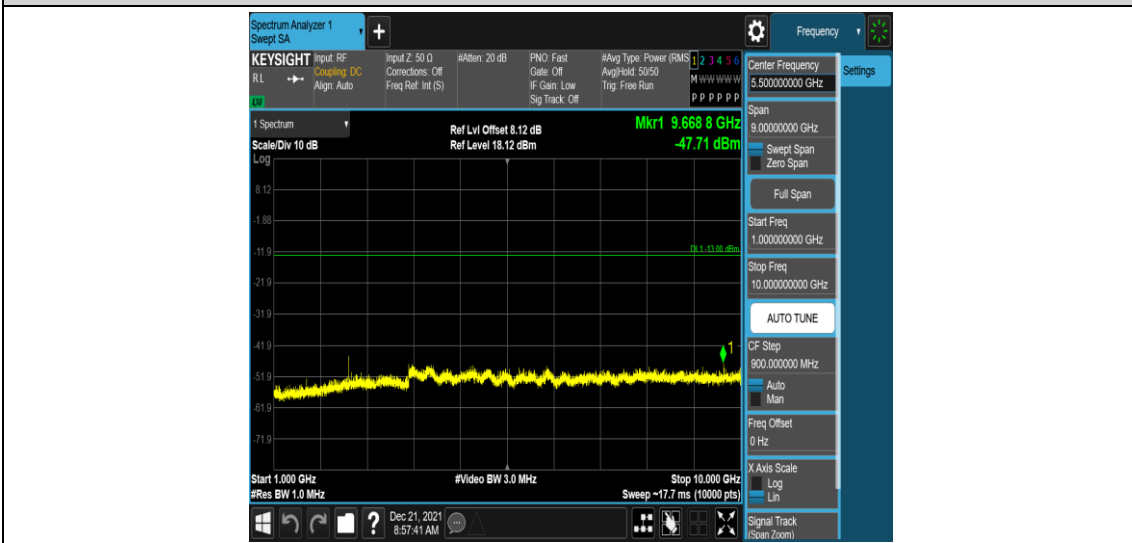 Spectrum Analyzer 1
Swept SA
+
Frequency
KEYSIGHT
RL
Input: RF
Coupling: DC
Align: Auto
Input Z: 50 Ω
Corrections: Off
Freq Ref: Int (S)
#Atten: 20 dB
PNO: Fast
Gate: Off
IF Gain: Low
Sig Track: Off
#Avg Type: Power (RMS
Avg|Hold: 50/50
Trig: Free Run
1 2 3 4 5 6
M W W W W W
P P P P P P
1 Spectrum
Scale/Div 10 dB
Log
Ref Lvl Offset 8.12 dB
Ref Level 18.12 dBm
Mkr1 9.668 8 GHz
-47.71 dBm
8.12
-1.88
-11.9
DL1 -13.00 dBm
-21.9
-31.9
-41.9
1
-51.9
-61.9
-71.9
Start 1.000 GHz
#Res BW 1.0 MHz
#Video BW 3.0 MHz
Stop 10.000 GHz
Sweep ~17.7 ms (10000 pts)
Center Frequency
5.500000000 GHz
Settings
Span
9.00000000 GHz
Swept Span
Zero Span
Full Span
Start Freq
1.000000000 GHz
Stop Freq
10.000000000 GHz
AUTO TUNE
CF Step
900.000000 MHz
Auto
Man
Freq Offset
0 Hz
X Axis Scale
Log
Lin
Signal Track
(Span Zoom)
?
Dec 21, 2021
8:57:41 AM